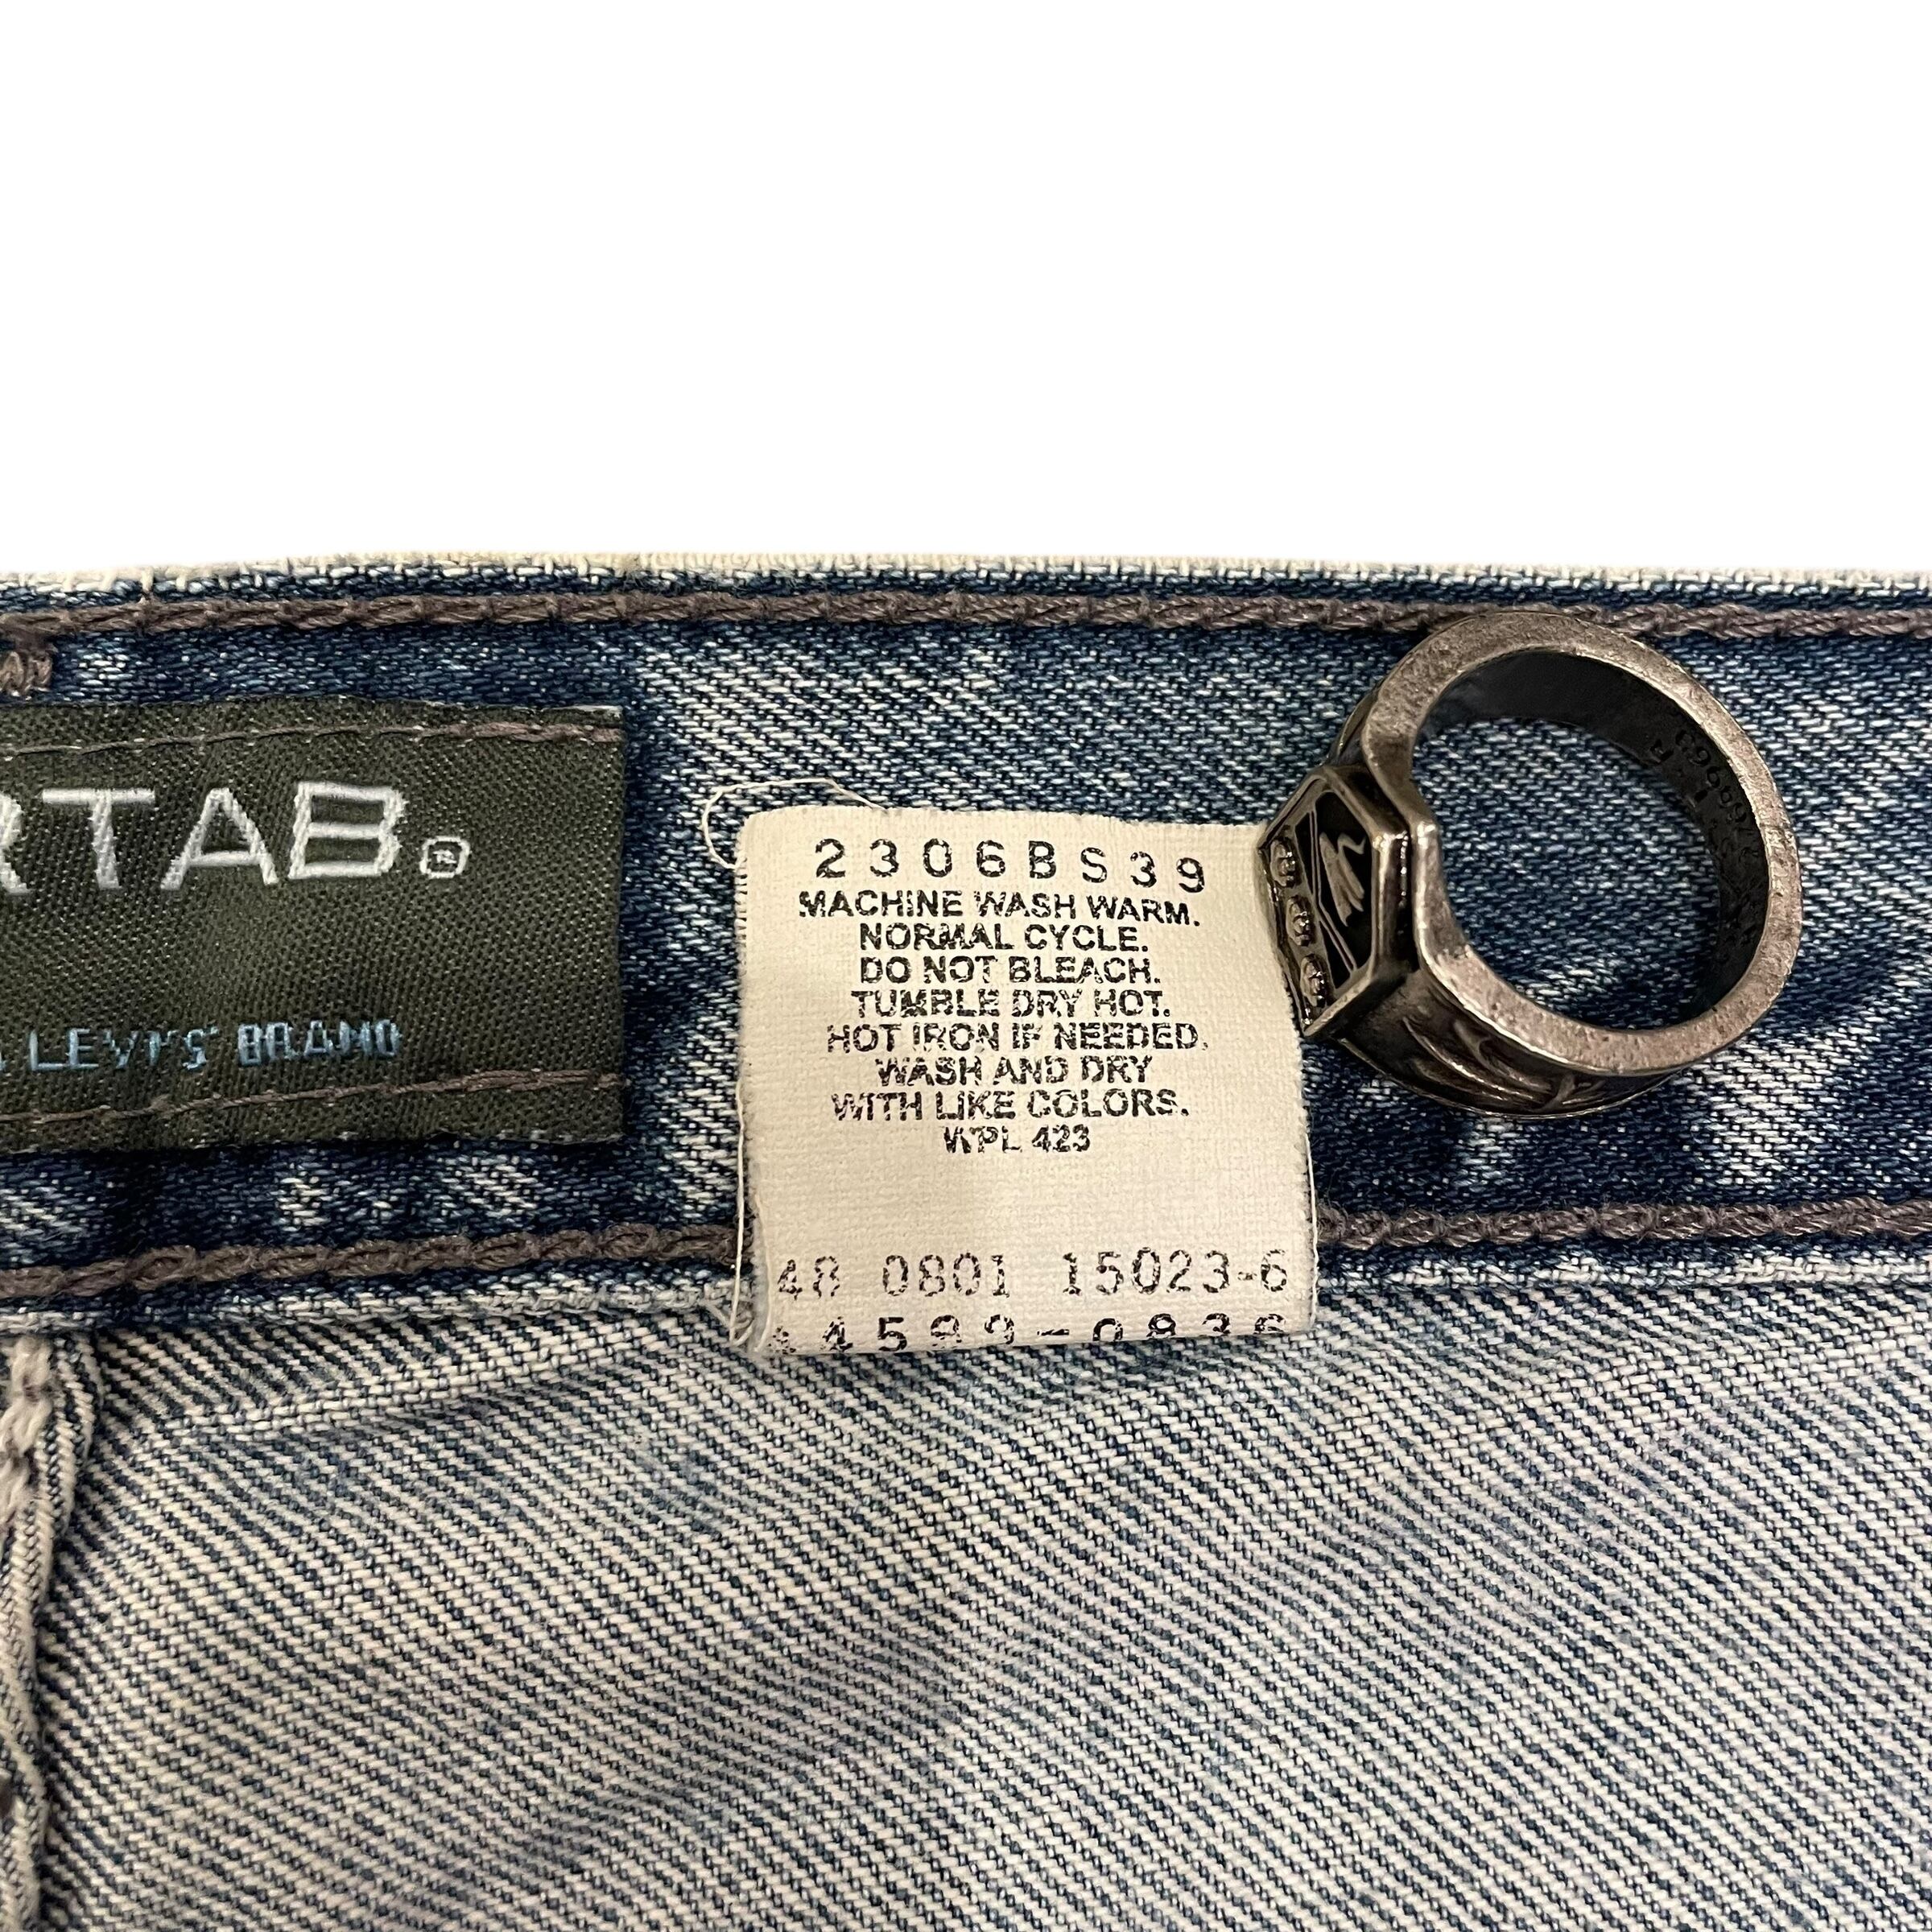 RTAB®
LEVI'S BRAND
2306BS39
MACHINE WASH WARM.
NORMAL CYCLE.
DO NOT BLEACH.
TUMBLE DRY HOT.
HOT IRON IF NEEDED.
WASH AND DRY
WITH LIKE COLORS.
WPL 423
48 0801 15023-6